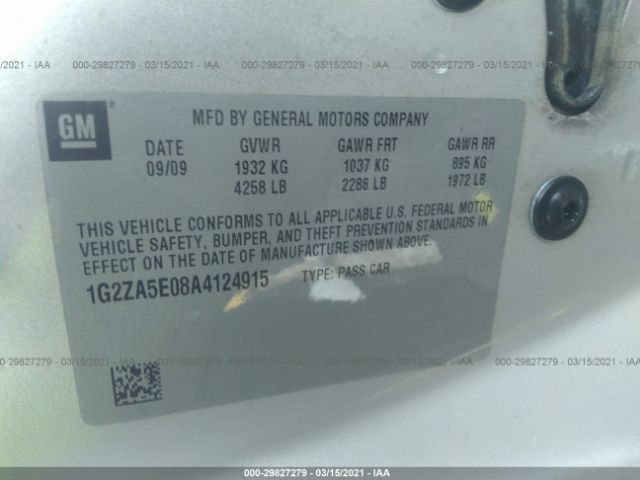 000-29827279 - 03/15/2021 - IAA
GM
MFD BY GENERAL MOTORS COMPANY
DATE GVWR GAWR FRT GAWR RR
09/09 1932 KG 1037 KG 895 KG
4258 LB 2286 LB 1972 LB
THIS VEHICLE CONFORMS TO ALL APPLICABLE U.S. FEDERAL MOTOR
VEHICLE SAFETY, BUMPER, AND THEFT PREVENTION STANDARDS IN
EFFECT ON THE DATE OF MANUFACTURE SHOWN ABOVE.
1G2ZA5E08A4124915 TYPE: PASS CAR
000-29827279 - 03/15/2021 - IAA
000-29827279 - 03/15/2021 - IAA